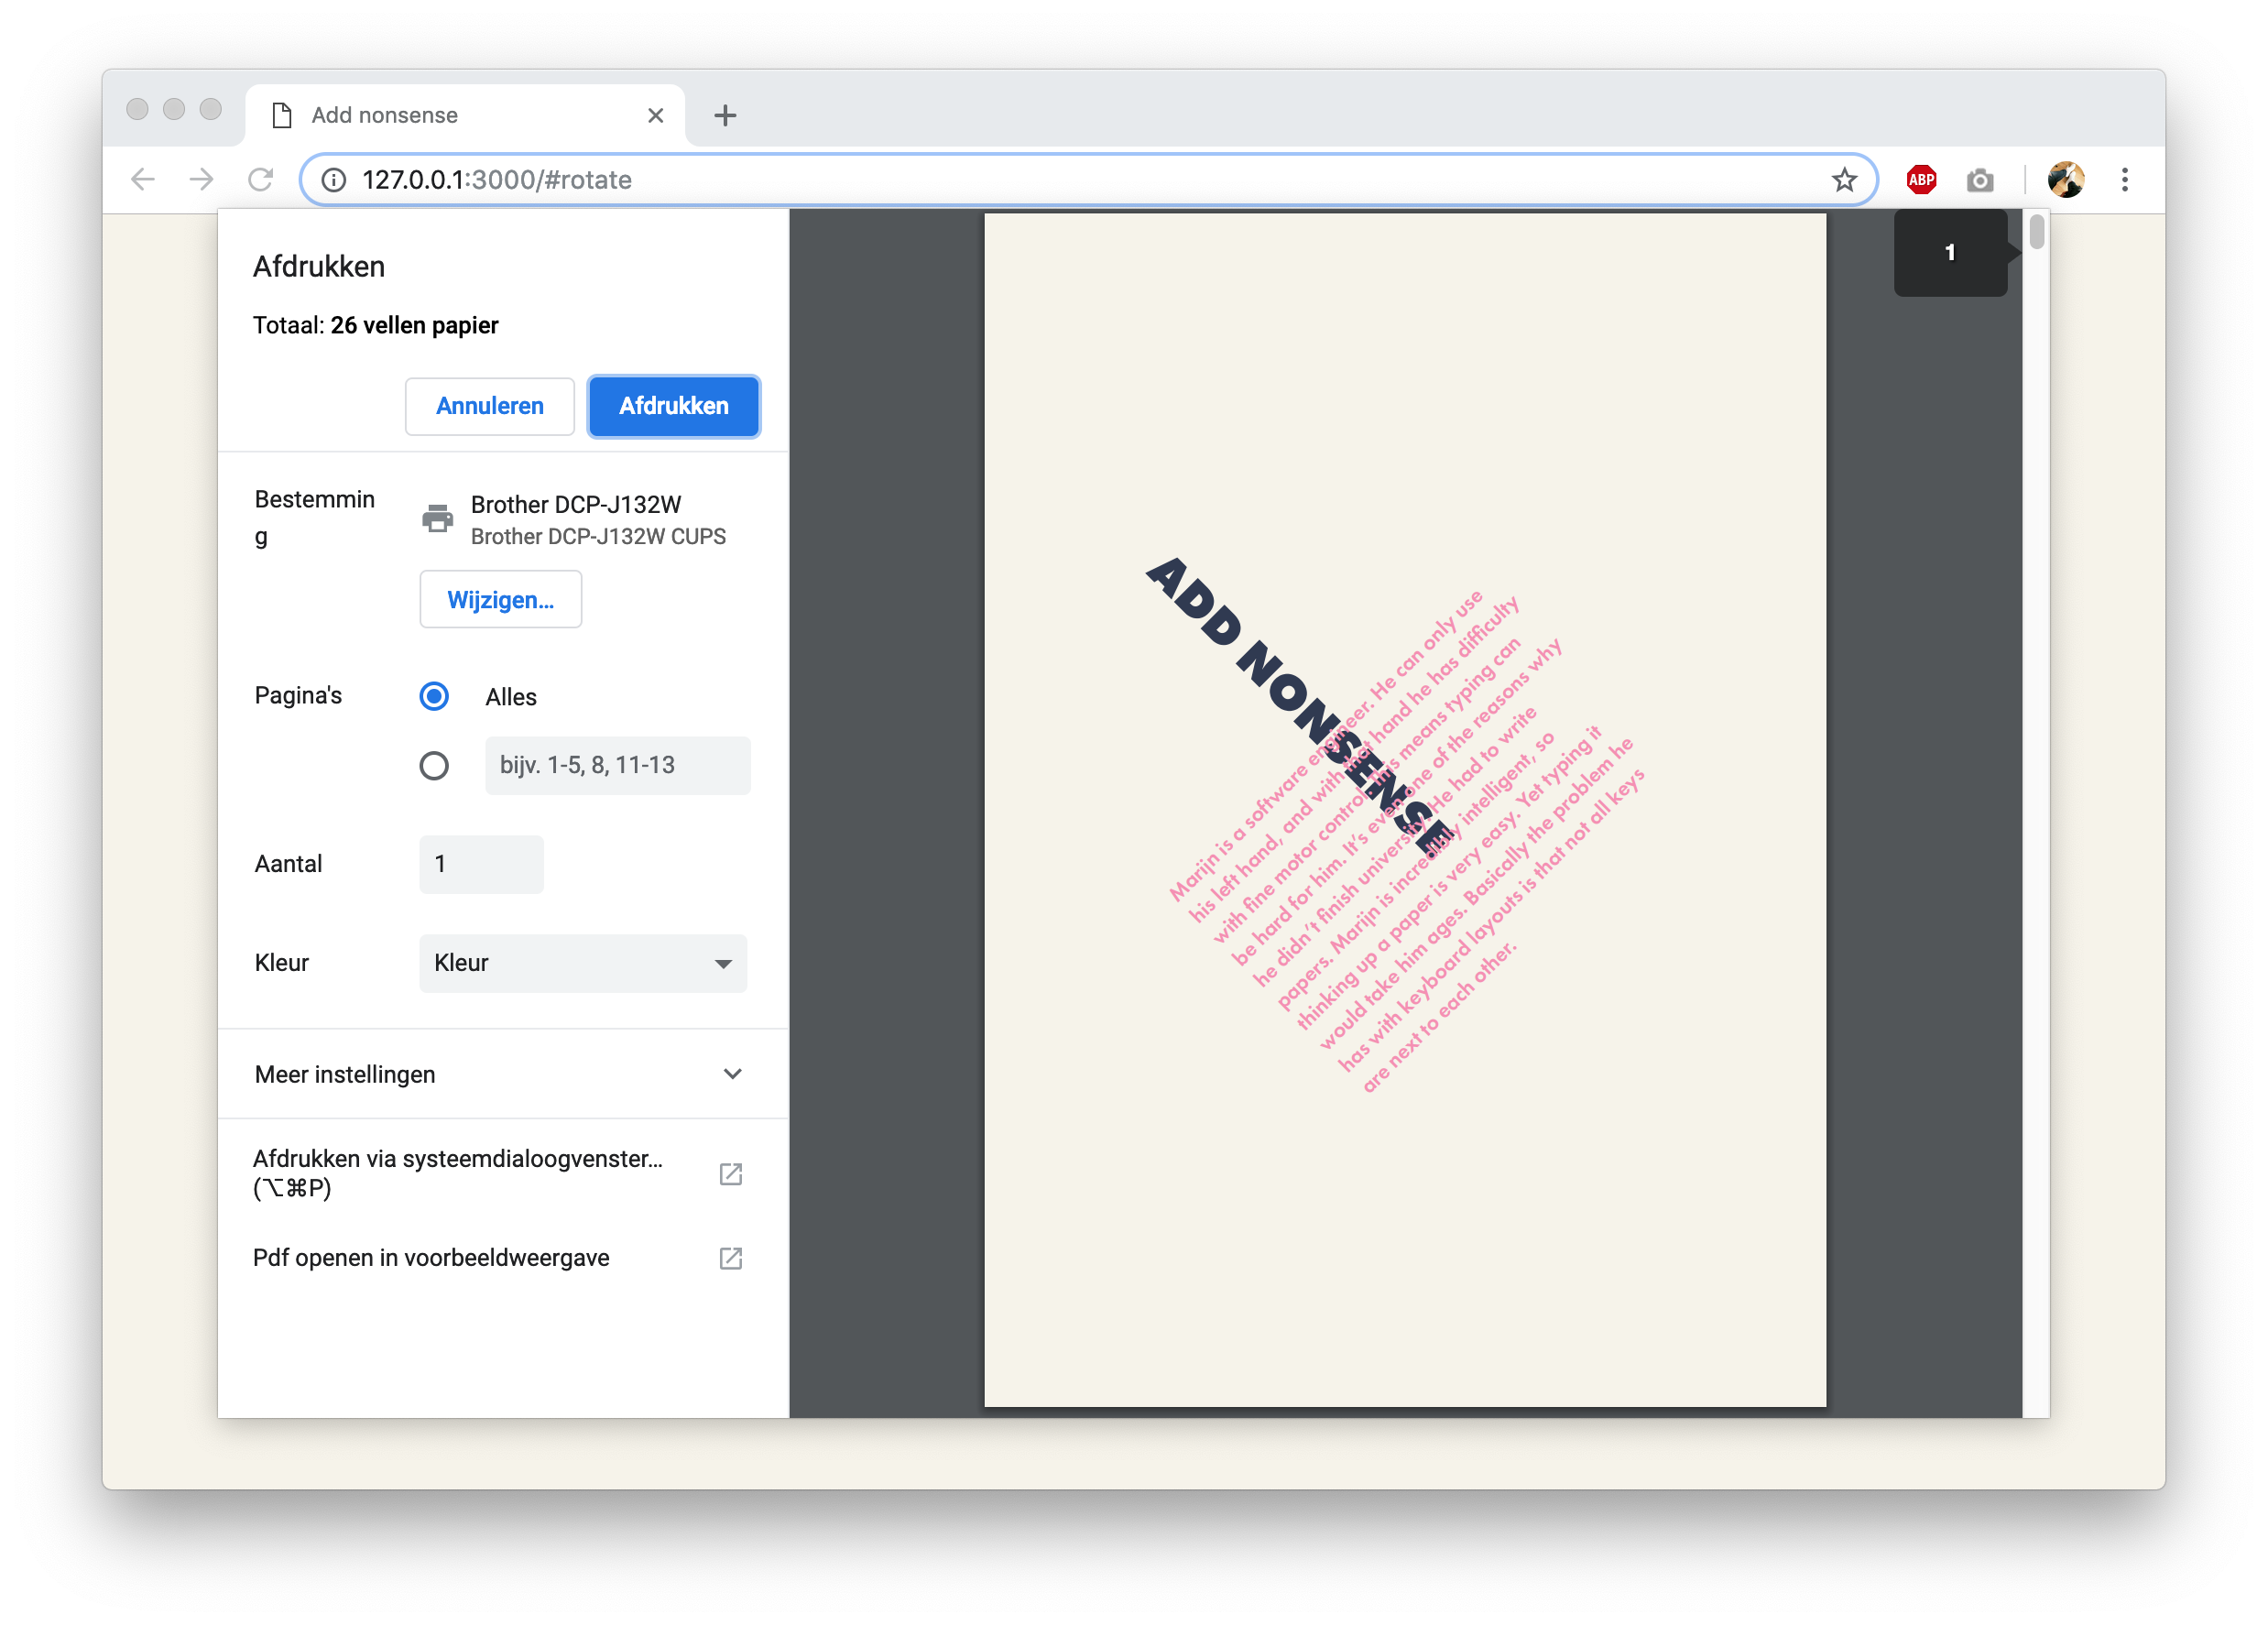 Add nonsense
127.0.0.1:3000/#rotate
ABP
Afdrukken
Totaal: 26 vellen papier
Annuleren
Afdrukken
Bestemmin
g
Brother DCP-J132W
Brother DCP-J132W CUPS
Wijzigen...
Pagina's
Alles
bijv. 1-5, 8, 11-13
Aantal
1
Kleur
Kleur
Meer instellingen
Afdrukken via systeemdialoogvenster...
(⌥⌘P)
Pdf openen in voorbeeldweergave
1
ADD NONSENSE
Marijn is a software engineer. He can only use
his left hand, and with that hand he has difficulty
with fine motor control. This means typing can
be hard for him. It's even one of the reasons why
he didn't finish university. He had to write
papers. Marijn is incredibly intelligent, so
thinking up a paper is very easy. Yet typing it
would take him ages. Basically the problem he
has with keyboard layouts is that not all keys
are next to each other.